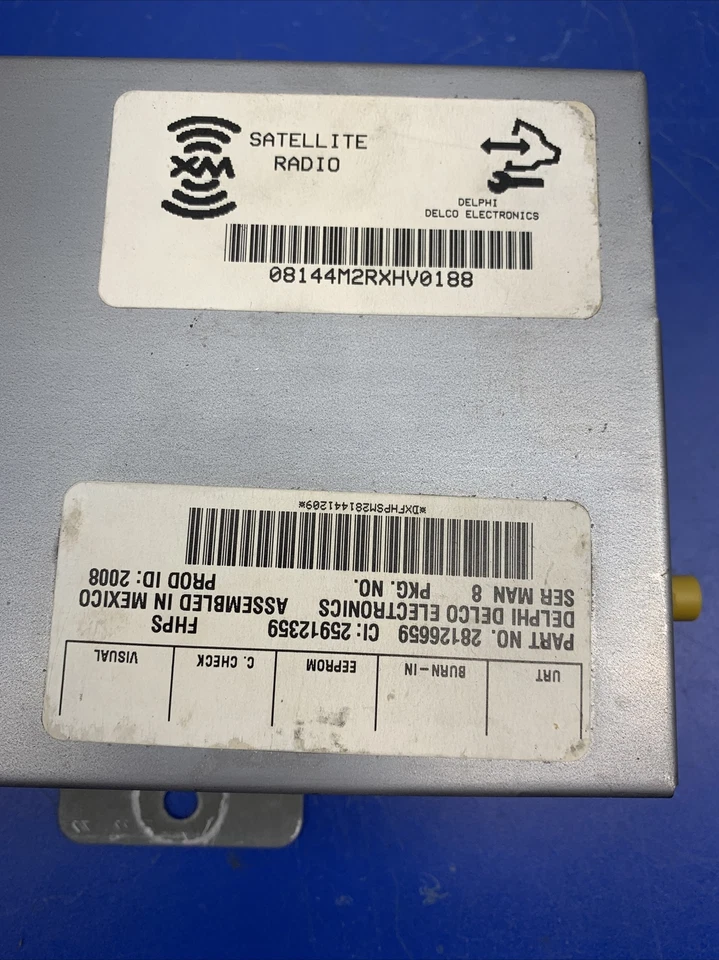 XM
SATELLITE
RADIO
DELPHI
DELCO ELECTRONICS
08144M2RXHV0188
URT BURN-IN EEPROM C. CHECK VISUAL
PART NO. 28126659 CI: 25912359 FHPS
DELPHI DELCO ELECTRONICS ASSEMBLED IN MEXICO
SER MAN 8 PKG. NO. PROD ID: 2008
*DXFHPSM281441209*